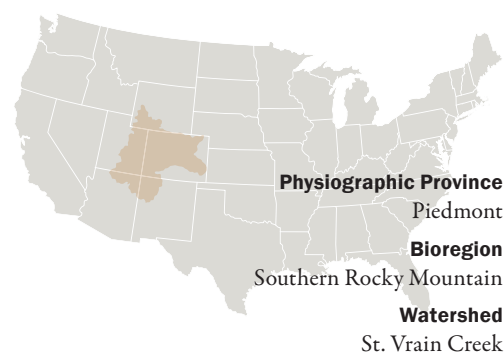 Physiographic Province
Piedmont
Bioregion
Southern Rocky Mountain
Watershed
St. Vrain Creek